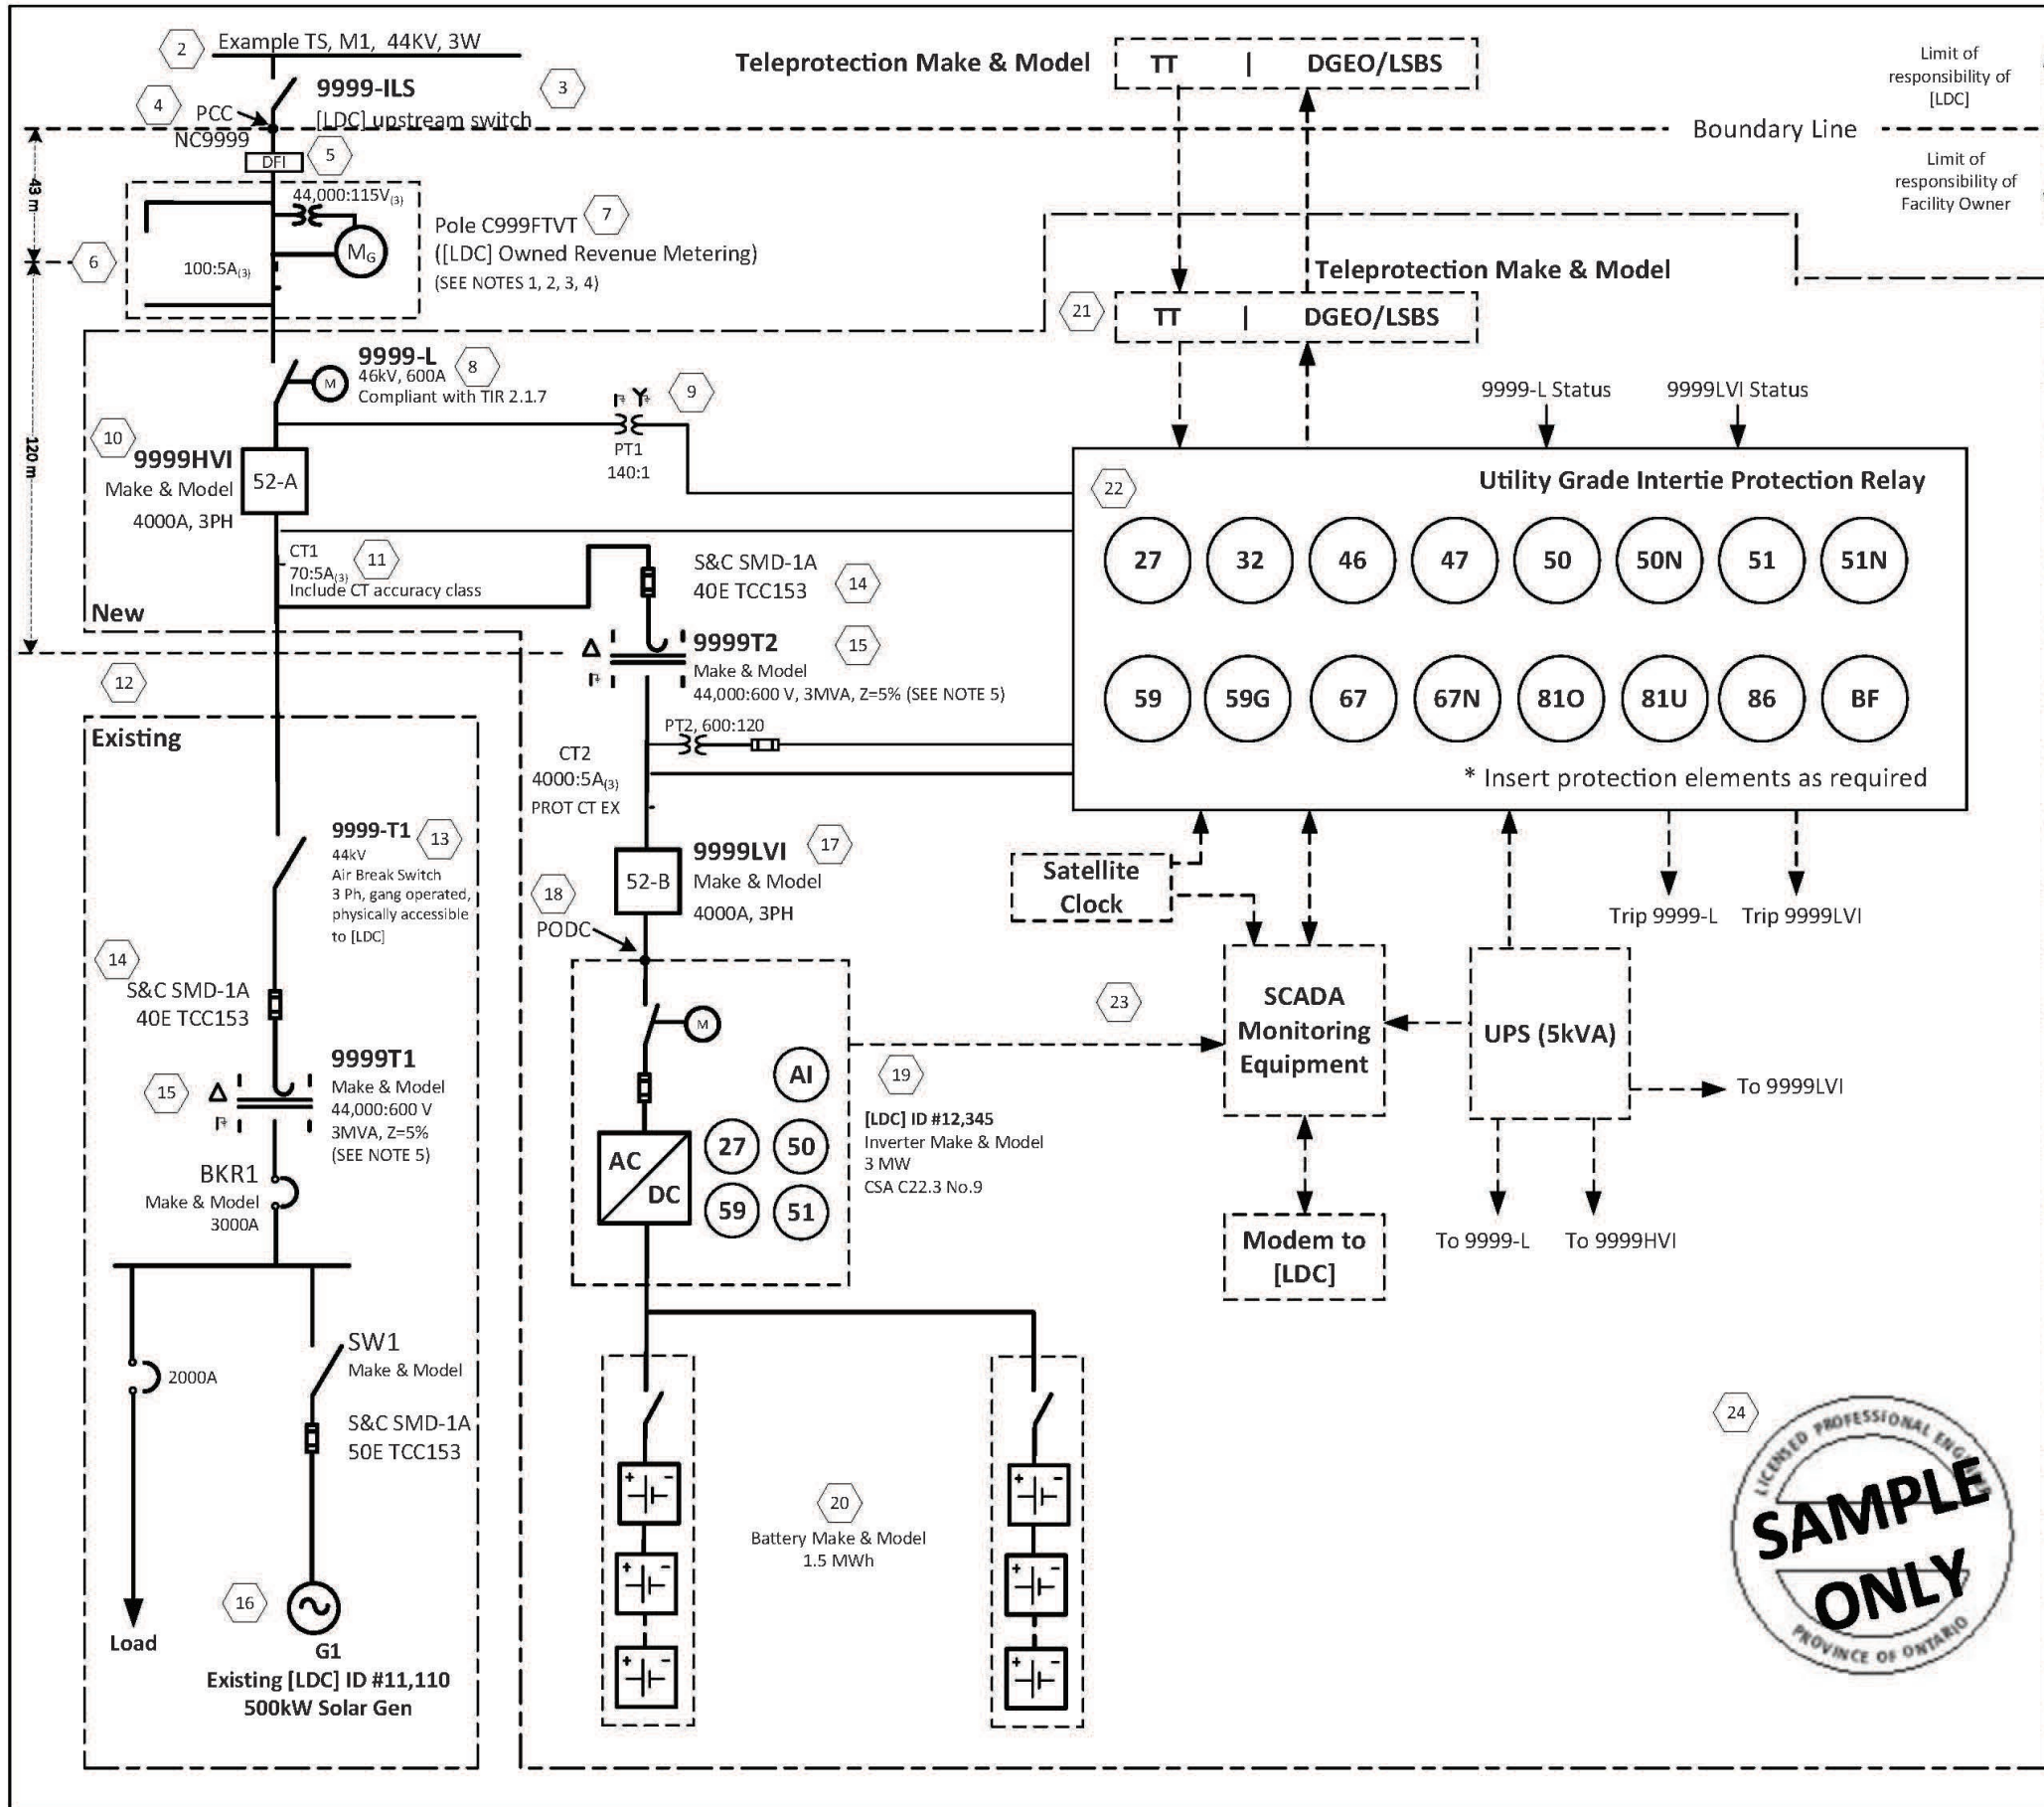 2
Example TS, M1, 44KV, 3W
9999-ILS
[LDC] upstream switch
3
4
PCC
NC9999
DFI
5
43 m
120 m
6
44,000:115V(3)
MG
100:5A(3)
Pole C999FTVT
7
([LDC] Owned Revenue Metering)
(SEE NOTES 1, 2, 3, 4)
Teleprotection Make & Model
TT | DGEO/LSBS
Limit of
responsibility of
[LDC]
Boundary Line
Limit of
responsibility of
Facility Owner
Teleprotection Make & Model
21
TT | DGEO/LSBS
9999-L
46kV, 600A
Compliant with TIR 2.1.7
8
M
9
PT1
140:1
10
9999HVI
Make & Model
4000A, 3PH
52-A
CT1
70:5A(3)
Include CT accuracy class
11
New
9999-L Status
9999LVI Status
22
Utility Grade Intertie Protection Relay
27 32 46 47 50 50N 51 51N
59 59G 67 67N 81O 81U 86 BF
* Insert protection elements as required
S&C SMD-1A
40E TCC153
14
9999T2
15
Make & Model
44,000:600 V, 3MVA, Z=5% (SEE NOTE 5)
Δ
PT2, 600:120
CT2
4000:5A(3)
PROT CT EX
9999LVI
17
Make & Model
4000A, 3PH
52-B
18
PODC
M
AI
27 50
59 51
AC
DC
19
[LDC] ID #12,345
Inverter Make & Model
3 MW
CSA C22.3 No.9
12
Existing
9999-T1
13
44kV
Air Break Switch
3 Ph, gang operated,
physically accessible
to [LDC]
14
S&C SMD-1A
40E TCC153
15
Δ
9999T1
Make & Model
44,000:600 V
3MVA, Z=5%
(SEE NOTE 5)
BKR1
Make & Model
3000A
2000A
SW1
Make & Model
S&C SMD-1A
50E TCC153
Load
16
G1
Existing [LDC] ID #11,110
500kW Solar Gen
+ -
+ -
+ -
20
Battery Make & Model
1.5 MWh
+ -
+ -
+ -
Satellite
Clock
23
SCADA
Monitoring
Equipment
UPS (5kVA)
Trip 9999-L
Trip 9999LVI
To 9999LVI
To 9999-L
To 9999HVI
Modem to
[LDC]
24
LICENSED PROFESSIONAL ENGINEER
SAMPLE
ONLY
PROVINCE OF ONTARIO